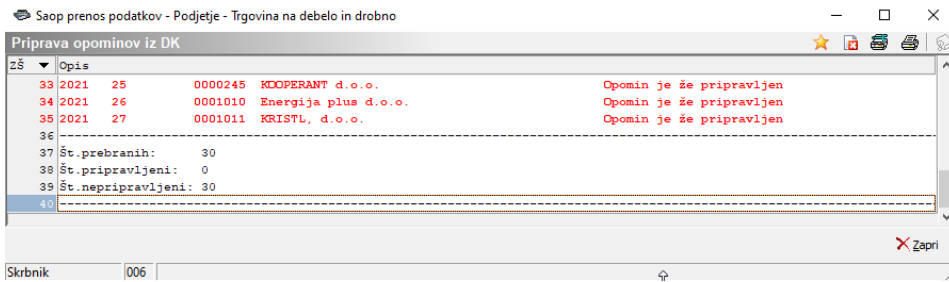 Saop prenos podatkov - Podjetje - Trgovina na debelo in drobno
Priprava opominov iz DK
ZŠ Opis
33 2021 25 0000245 KOOPERANT d.o.o. Opomin je že pripravljen
34 2021 26 0001010 Energija plus d.o.o. Opomin je že pripravljen
35 2021 27 0001011 KRISTL, d.o.o. Opomin je že pripravljen
36
37 Št.prebranih: 30
38 Št.pripravljeni: 0
39 Št.nepripravljeni: 30
40
Zapri
Skrbnik 006